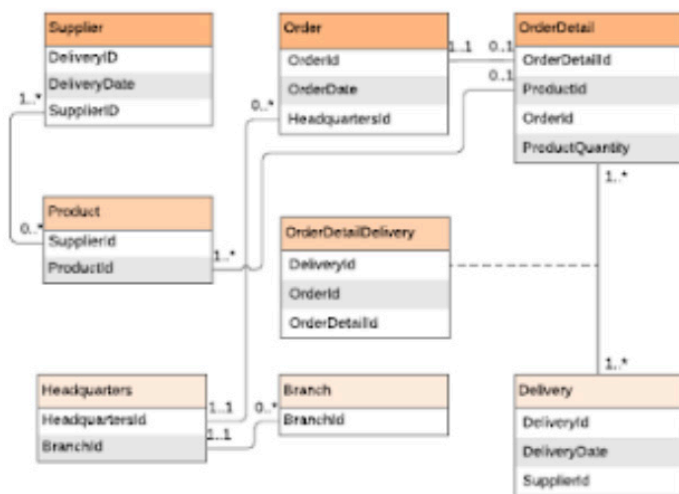 Supplier
DeliveryID
DeliveryDate
SupplierID
1..*
Order
OrderId
OrderDate
HeadquartersId
0..*
1..1
0..1
OrderDetail
OrderDetailId
ProductId
OrderId
ProductQuantity
0..1
1..*
Product
SupplierId
ProductId
0..*
1..*
OrderDetailDelivery
DeliveryId
OrderId
OrderDetailId
Headquarters
HeadquartersId
BranchId
1..1
1..1
0..*
Branch
BranchId
1..*
Delivery
DeliveryId
DeliveryDate
SupplierId